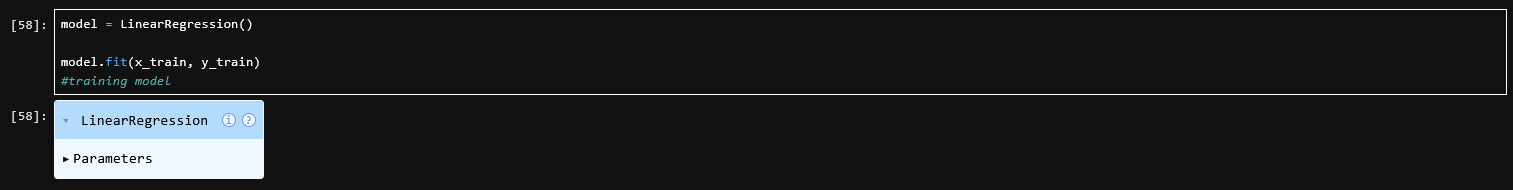 [58]: model = LinearRegression()
model.fit(x_train, y_train)
#training model
[58]: ▾ LinearRegression i ?
▸ Parameters